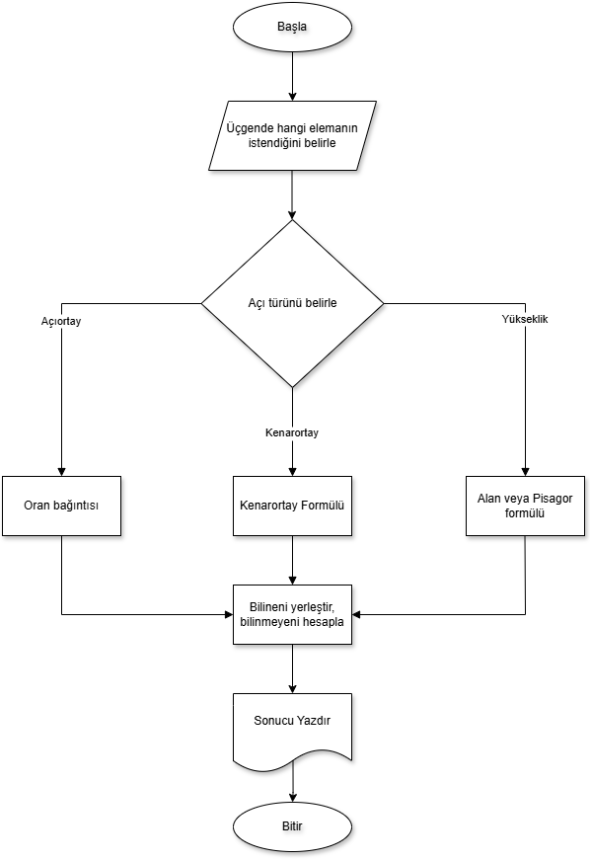 Başla
Üçgende hangi elemanın
istendiğini belirle
Açı türünü belirle
Açıortay
Yükseklik
Kenarortay
Oran bağıntısı
Kenarortay Formülü
Alan veya Pisagor
formülü
Bilineni yerleştir,
bilinmeyeni hesapla
Sonucu Yazdır
Bitir